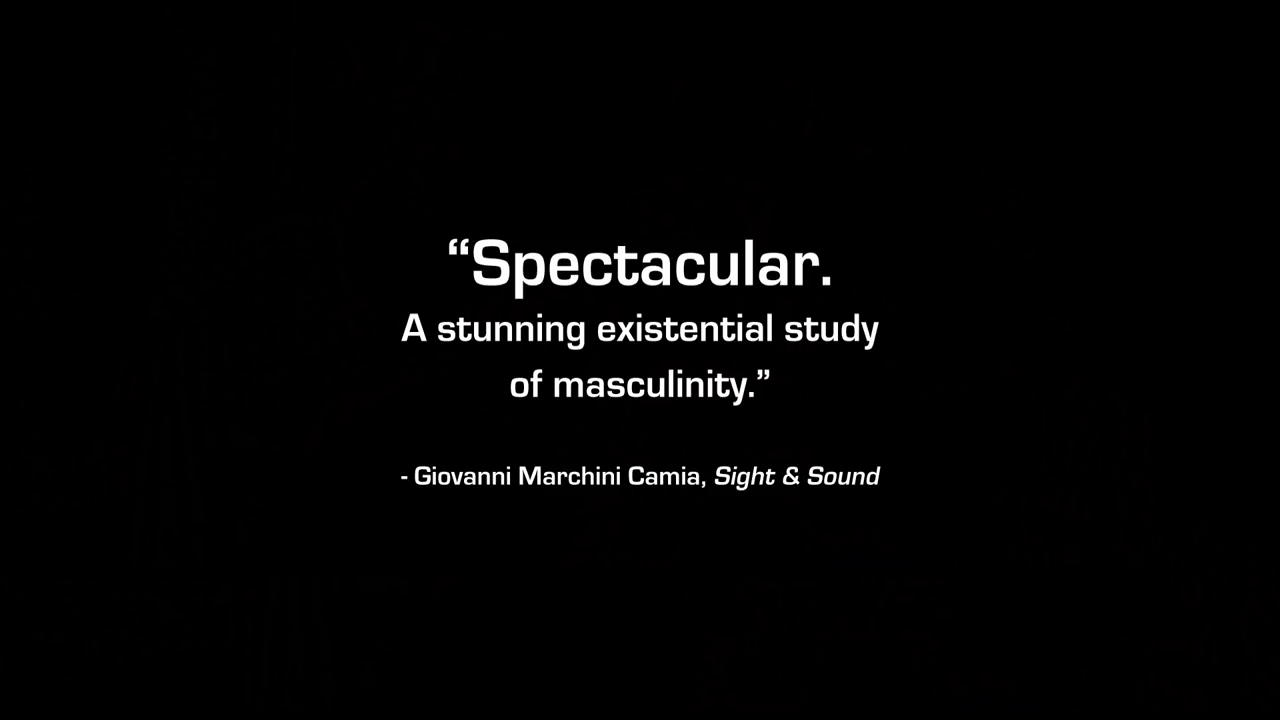 “Spectacular.
A stunning existential study
of masculinity.”
- Giovanni Marchini Camia, Sight & Sound